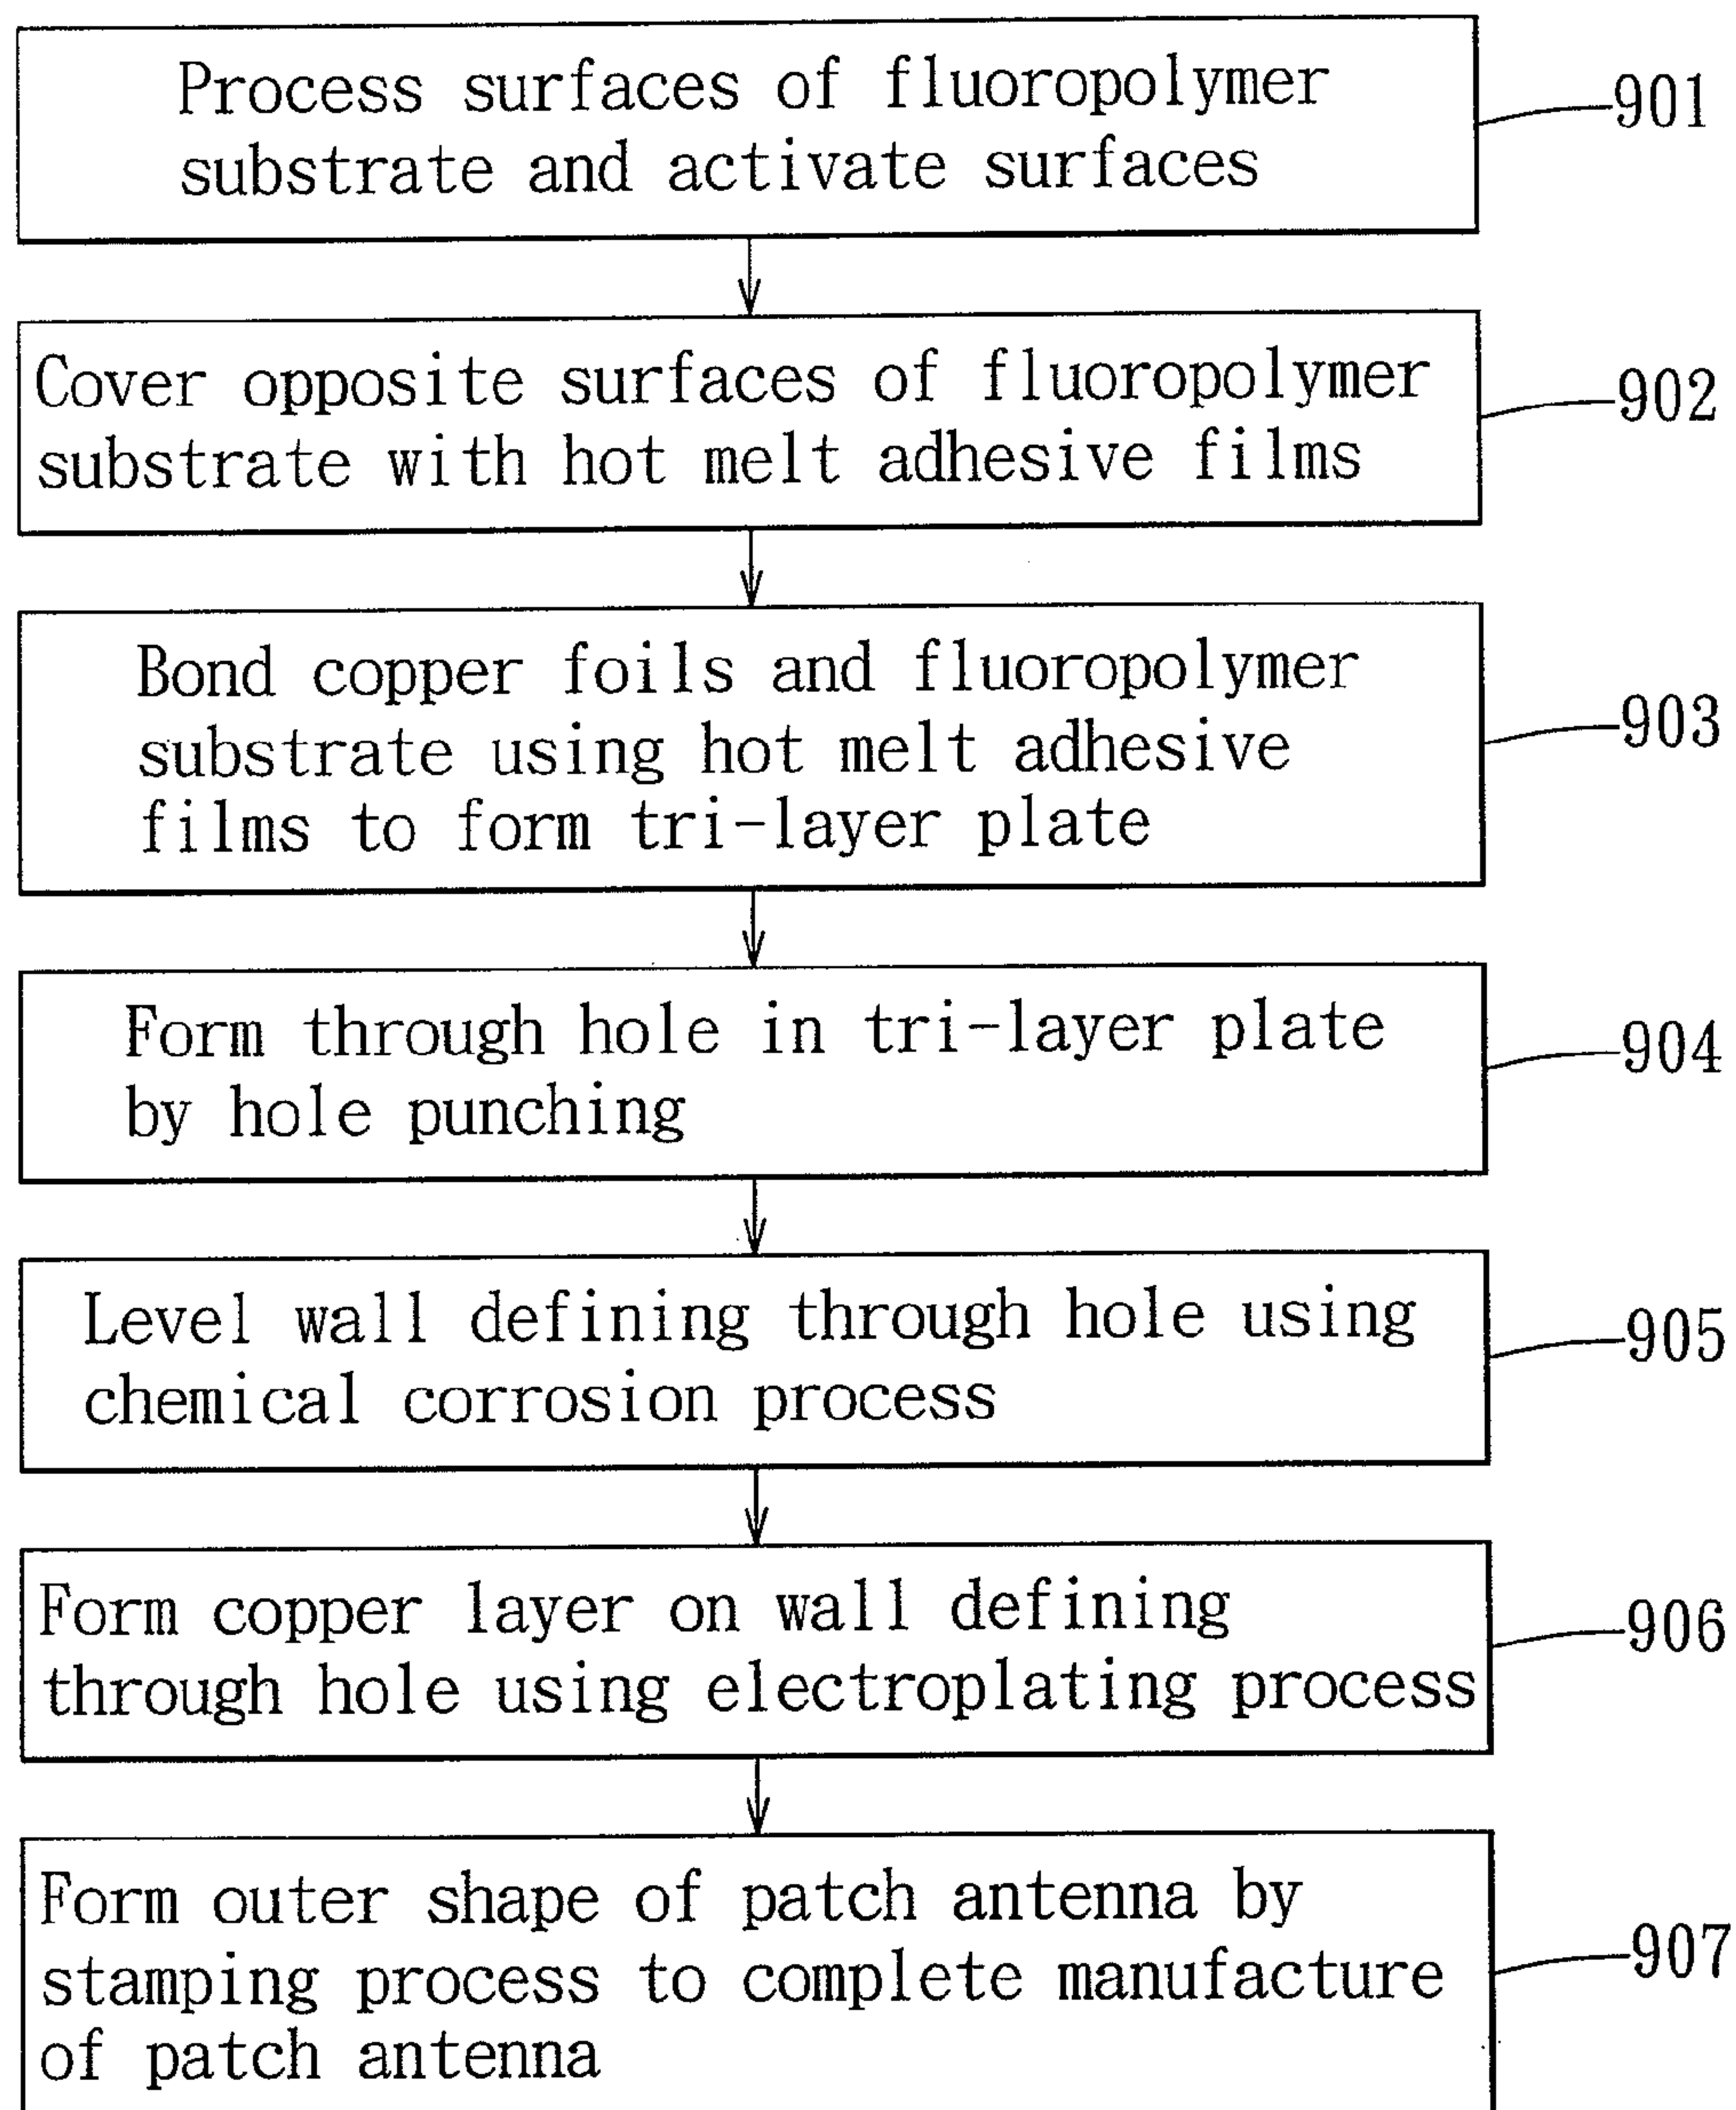 Process surfaces of fluoropolymer
substrate and activate surfaces
901
Cover opposite surfaces of fluoropolymer
substrate with hot melt adhesive films
902
Bond copper foils and fluoropolymer
substrate using hot melt adhesive
films to form tri-layer plate
903
Form through hole in tri-layer plate
by hole punching
904
Level wall defining through hole using
chemical corrosion process
905
Form copper layer on wall defining
through hole using electroplating process
906
Form outer shape of patch antenna by
stamping process to complete manufacture
of patch antenna
907